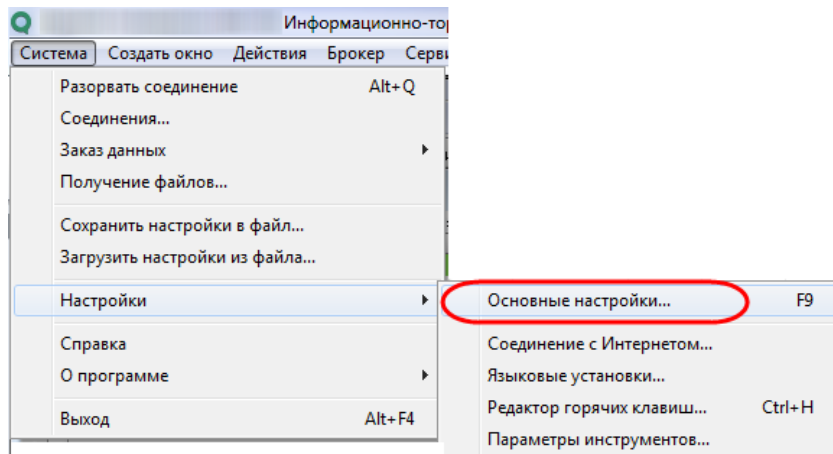 Информационно-тор
Система Создать окно Действия Брокер Серви
Разорвать соединение Alt+Q
Соединения...
Заказ данных
Получение файлов...
Сохранить настройки в файл...
Загрузить настройки из файла...
Настройки
Справка
О программе
Выход Alt+F4
Основные настройки... F9
Соединение с Интернетом...
Языковые установки...
Редактор горячих клавиш... Ctrl+H
Параметры инструментов...